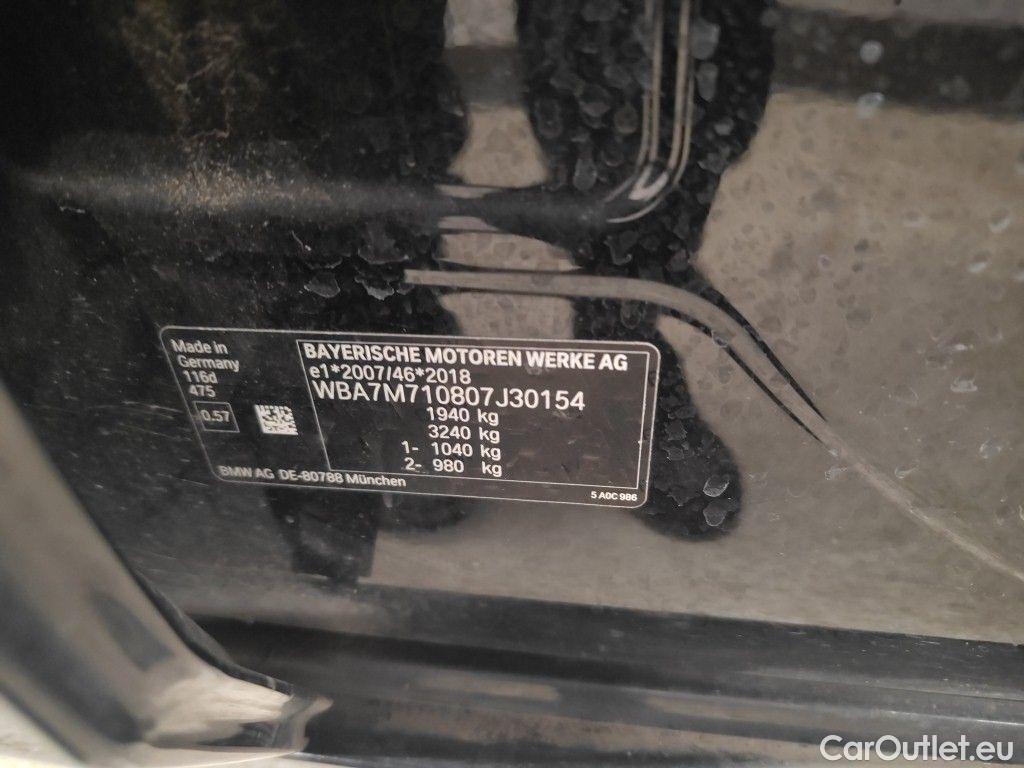 Made in
Germany
116d
475
0.57
BAYERISCHE MOTOREN WERKE AG
e1*2007/46*2018
WBA7M710807J30154
1940 kg
3240 kg
1- 1040 kg
2- 980 kg
BMW AG DE-80788 München
5 A0C 986
CarOutlet.eu